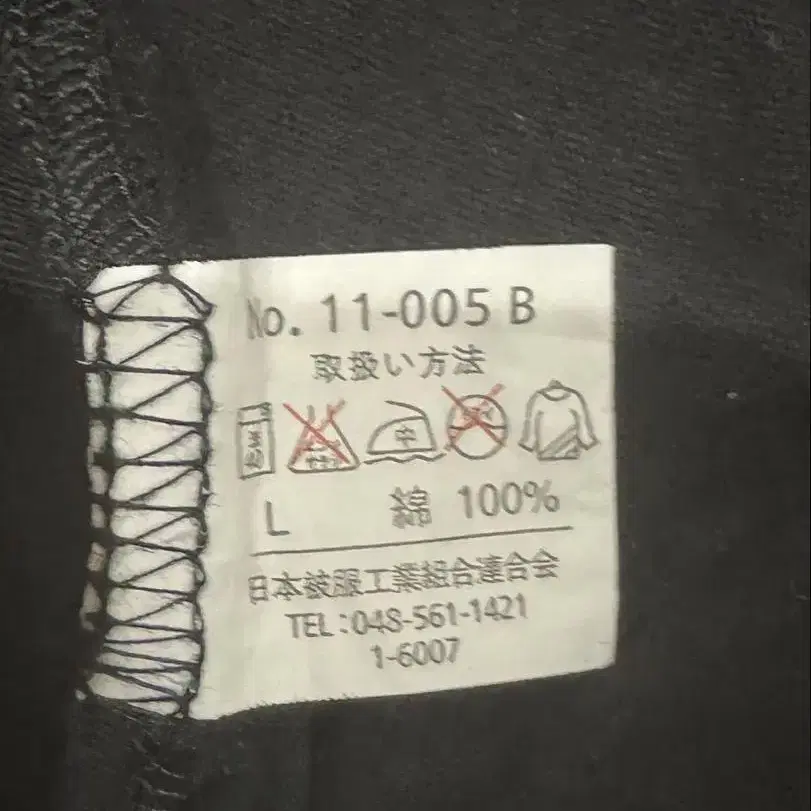 No. 11-005 B
取扱い方法
中
L 綿 100%
日本被服工業組合連合会
TEL:048-561-1421
1-6007